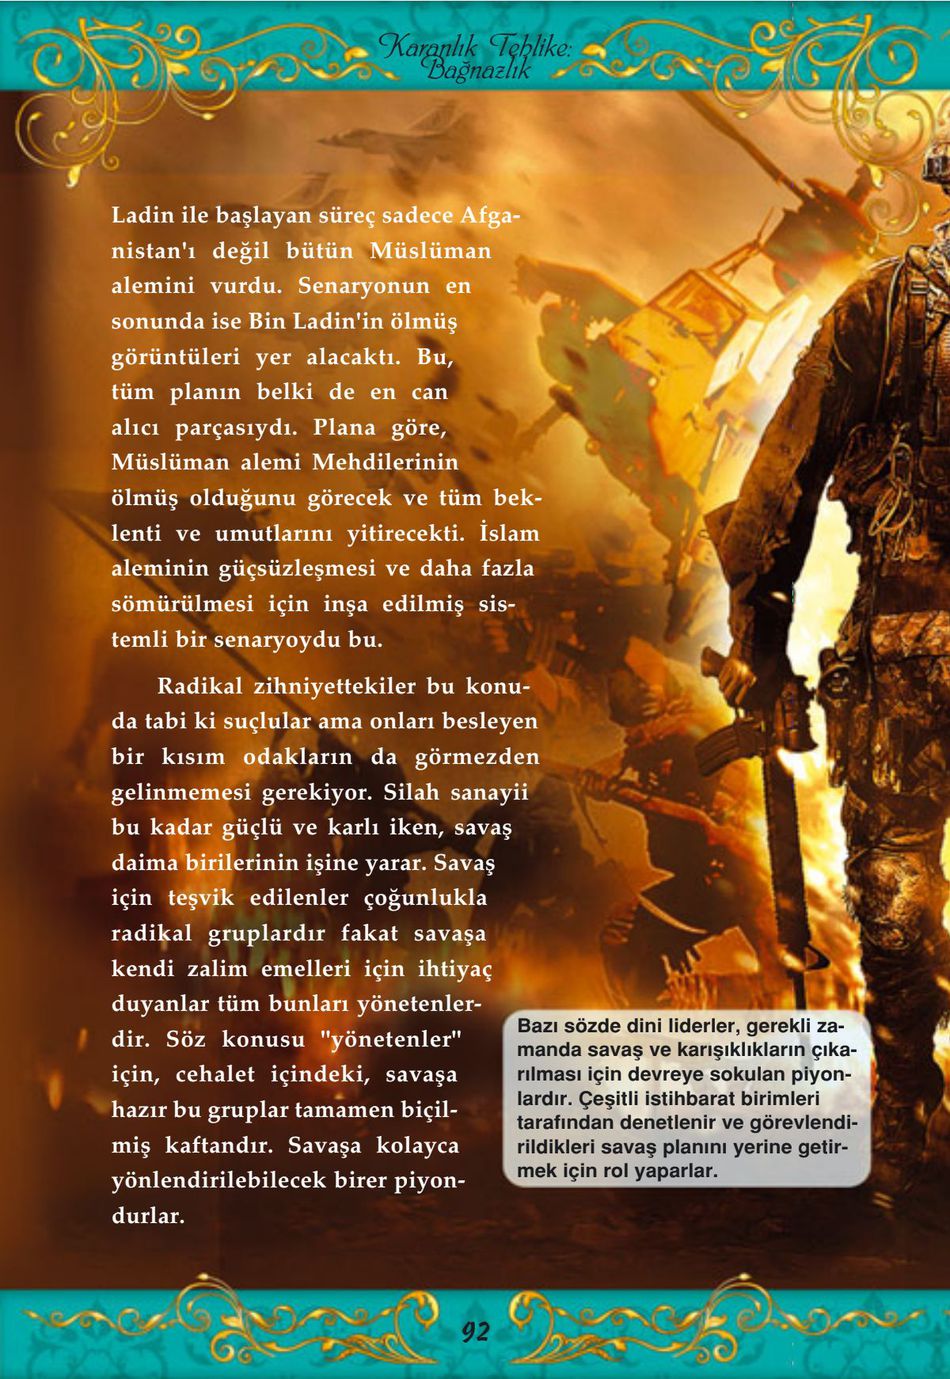 Karanlık Tehlike:
Bağnazlık
Ladin ile başlayan süreç sadece Afga-
nistan'ı değil bütün Müslüman
alemini vurdu. Senaryonun en
sonunda ise Bin Ladin'in ölmüş
görüntüleri yer alacaktı. Bu,
tüm planın belki de en can
alıcı parçasıydı. Plana göre,
Müslüman alemi Mehdilerinin
ölmüş olduğunu görecek ve tüm bek-
lenti ve umutlarını yitirecekti. İslam
aleminin güçsüzleşmesi ve daha fazla
sömürülmesi için inşa edilmiş sis-
temli bir senaryoydu bu.
Radikal zihniyettekiler bu konu-
da tabi ki suçlular ama onları besleyen
bir kısım odakların da görmezden
gelinmemesi gerekiyor. Silah sanayii
bu kadar güçlü ve karlı iken, savaş
daima birilerinin işine yarar. Savaş
için teşvik edilenler çoğunlukla
radikal gruplardır fakat savaşa
kendi zalim emelleri için ihtiyaç
duyanlar tüm bunları yönetenler-
dir. Söz konusu "yönetenler"
için, cehalet içindeki, savaşa
hazır bu gruplar tamamen biçil-
miş kaftandır. Savaşa kolayca
yönlendirilebilecek birer piyon-
durlar.
Bazı sözde dini liderler, gerekli za-
manda savaş ve karışıklıkların çıka-
rılması için devreye sokulan piyon-
lardır. Çeşitli istihbarat birimleri
tarafından denetlenir ve görevlendi-
rildikleri savaş planını yerine getir-
mek için rol yaparlar.
92